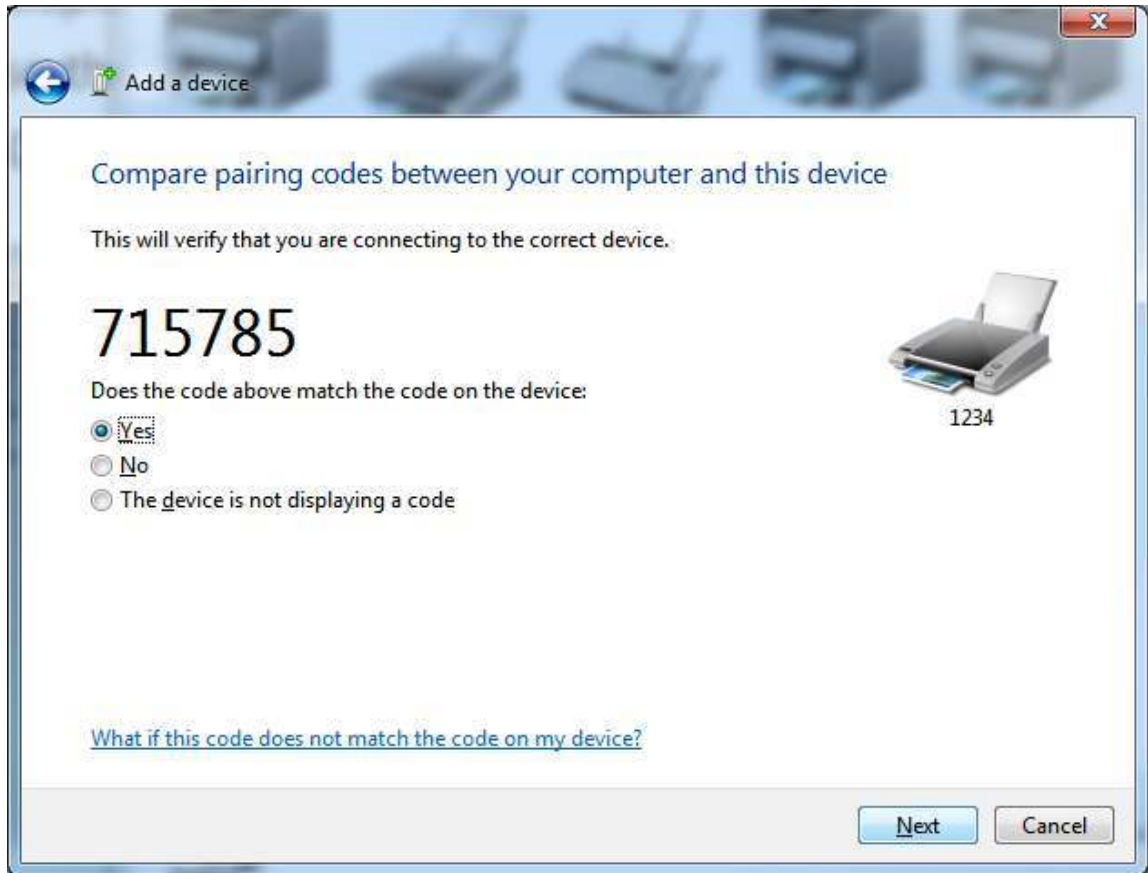 Add a device
Compare pairing codes between your computer and this device
This will verify that you are connecting to the correct device.
715785
Does the code above match the code on the device:
Yes
No
The device is not displaying a code
1234
What if this code does not match the code on my device?
Next
Cancel